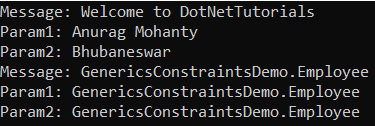 Message: Welcome to DotNetTutorials
Param1: Anurag Mohanty
Param2: Bhubaneswar
Message: GenericsConstraintsDemo.Employee
Param1: GenericsConstraintsDemo.Employee
Param2: GenericsConstraintsDemo.Employee